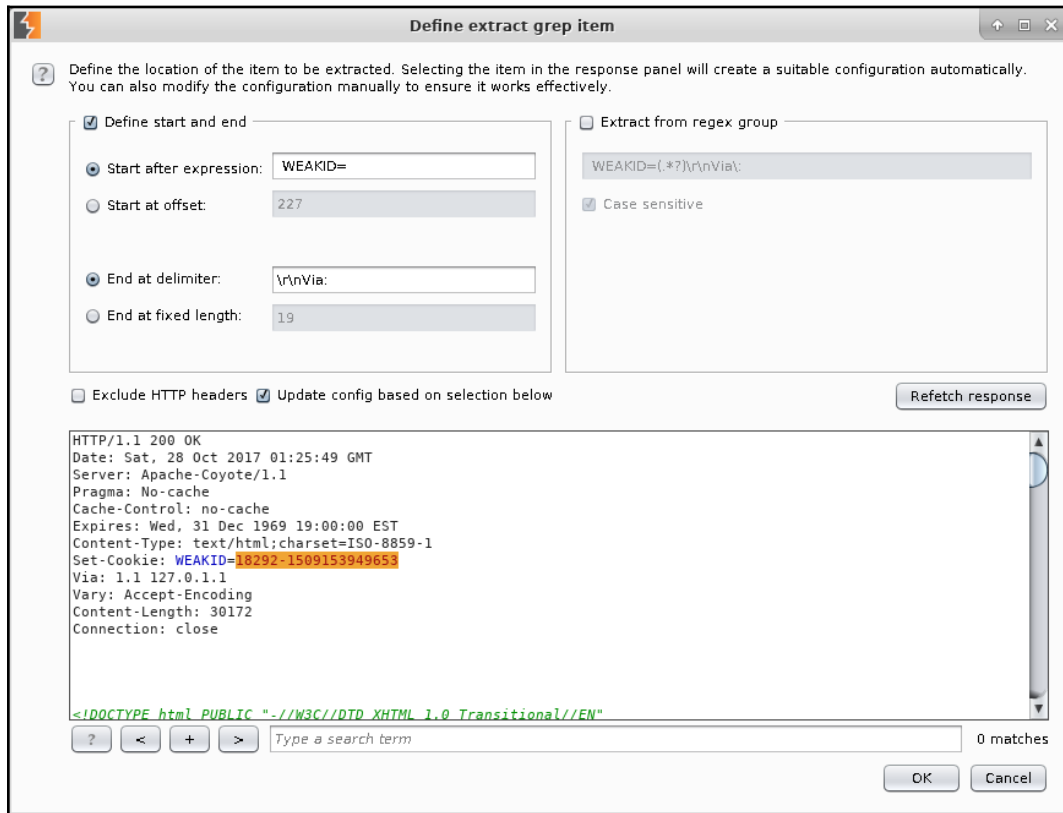 Define extract grep item
? Define the location of the item to be extracted. Selecting the item in the response panel will create a suitable configuration automatically.
You can also modify the configuration manually to ensure it works effectively.
Define start and end
Start after expression: WEAKID=
Start at offset: 227
End at delimiter: \r\nVia:
End at fixed length: 19
Extract from regex group
WEAKID=(.*?)\r\nVia\:
Case sensitive
Exclude HTTP headers Update config based on selection below
Refetch response
HTTP/1.1 200 OK
Date: Sat, 28 Oct 2017 01:25:49 GMT
Server: Apache-Coyote/1.1
Pragma: No-cache
Cache-Control: no-cache
Expires: Wed, 31 Dec 1969 19:00:00 EST
Content-Type: text/html;charset=ISO-8859-1
Set-Cookie: WEAKID=18292-1509153949653
Via: 1.1 127.0.1.1
Vary: Accept-Encoding
Content-Length: 30172
Connection: close
<!DOCTYPE html PUBLIC "-//W3C//DTD XHTML 1.0 Transitional//EN"
? < + > Type a search term 0 matches
OK Cancel